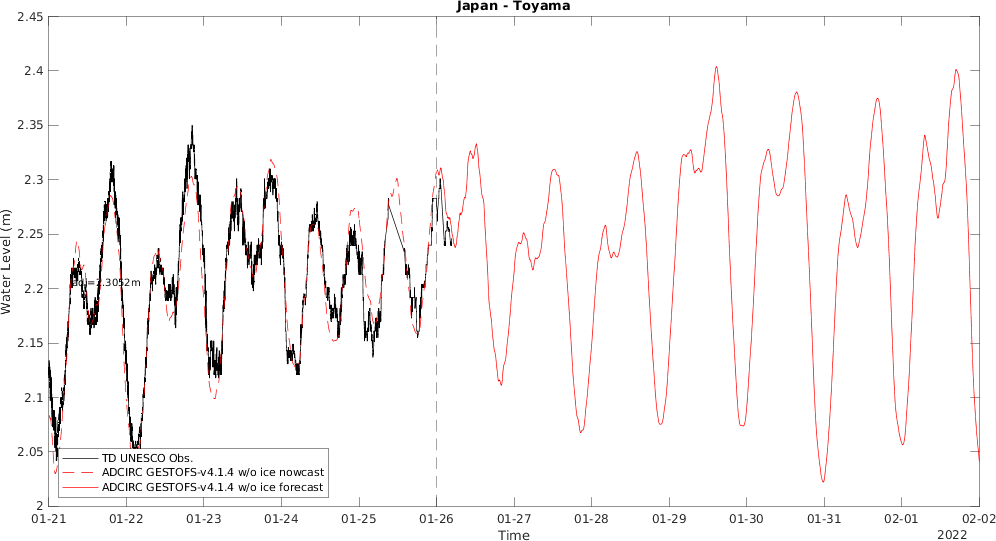 Japan - Toyama
2.45
2.4
2.35
2.3
2.25
2.2
2.15
2.1
2.05
2
Water Level (m)
=2.3052m
TD UNESCO Obs.
ADCIRC GESTOFS-v4.1.4 w/o ice nowcast
ADCIRC GESTOFS-v4.1.4 w/o ice forecast
01-21 01-22 01-23 01-24 01-25 01-26 01-27 01-28 01-29 01-30 01-31 02-01 02-02
Time
2022